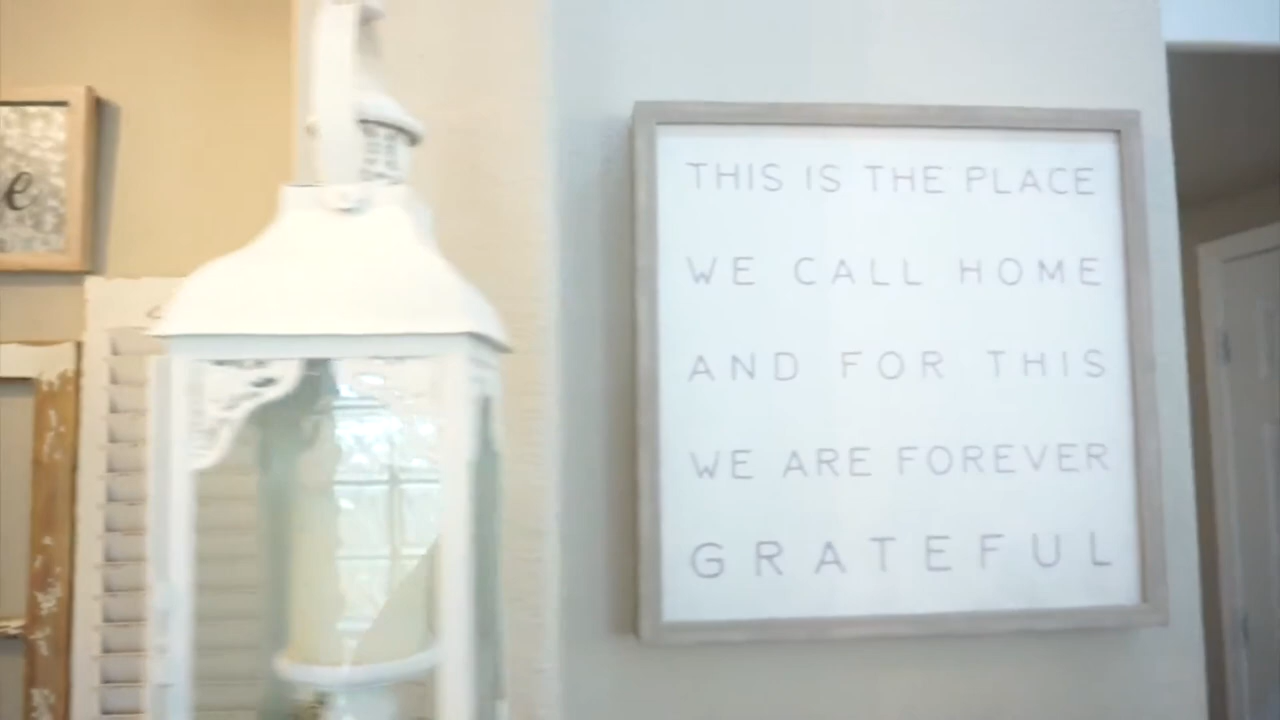 e
THIS IS THE PLACE
WE CALL HOME
AND FOR THIS
WE ARE FOREVER
GRATEFUL